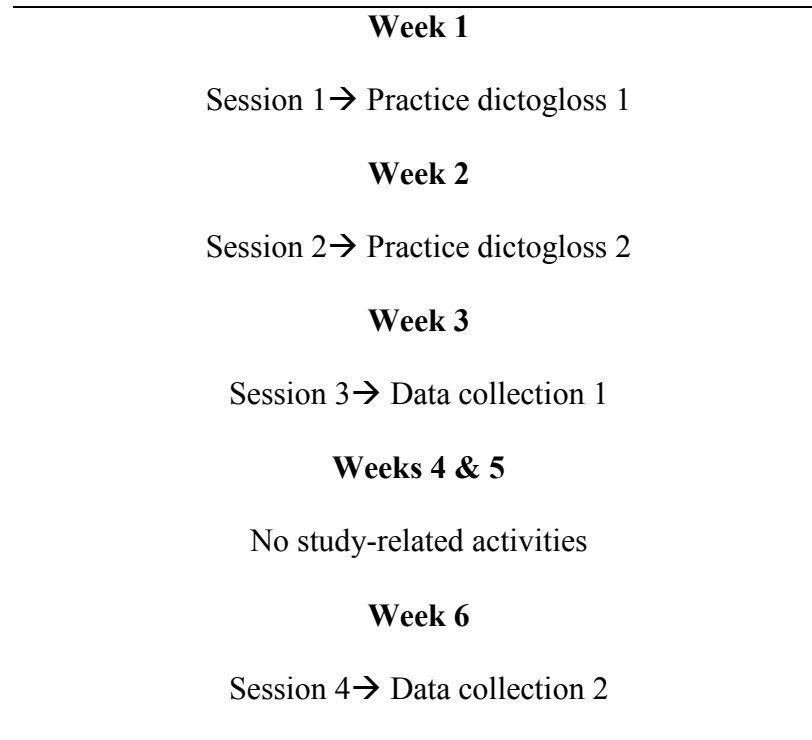 Week 1
Session 1→ Practice dictogloss 1
Week 2
Session 2→ Practice dictogloss 2
Week 3
Session 3→ Data collection 1
Weeks 4 & 5
No study-related activities
Week 6
Session 4→ Data collection 2